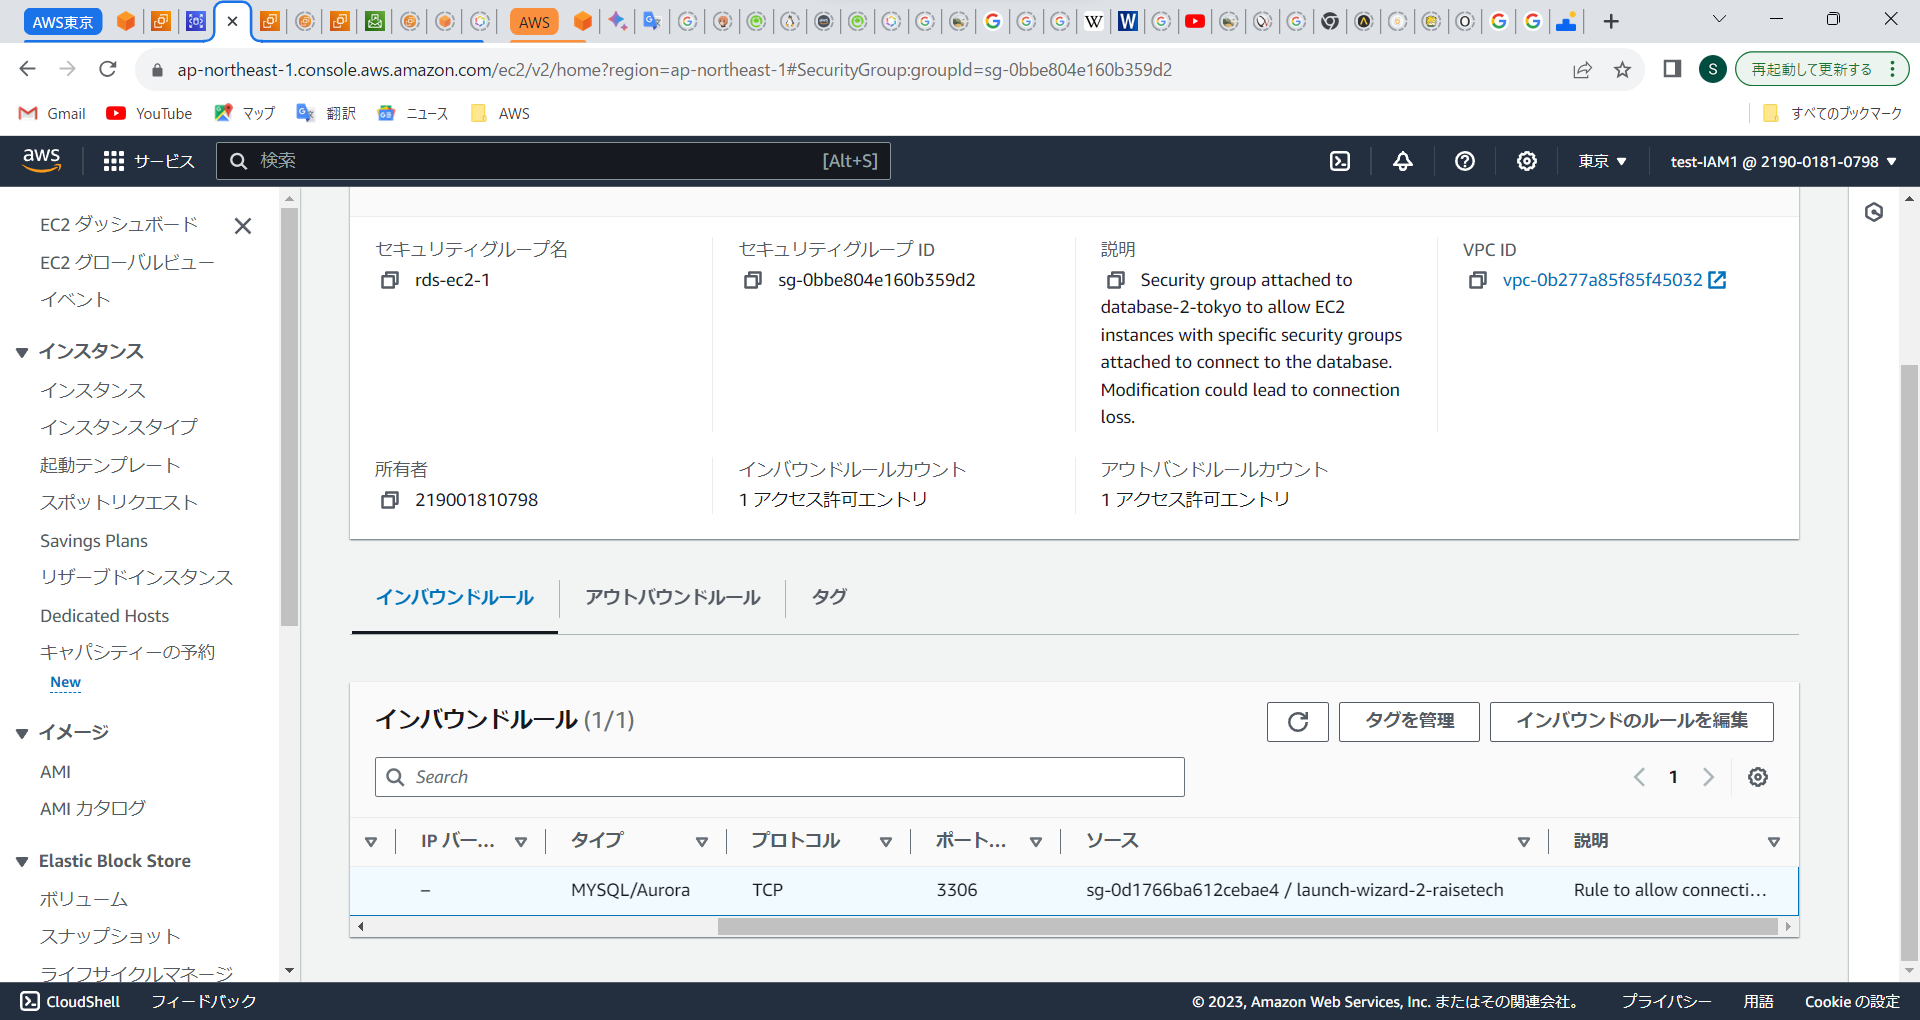 AWS東京
AWS
ap-northeast-1.console.aws.amazon.com/ec2/v2/home?region=ap-northeast-1#SecurityGroup:groupId=sg-0bbe804e160b359d2
S
再起動して更新する
Gmail
YouTube
マップ
翻訳
ニュース
AWS
すべてのブックマーク
aws
サービス
検索
[Alt+S]
東京
test-IAM1 @ 2190-0181-0798
EC2 ダッシュボード
EC2 グローバルビュー
イベント
インスタンス
インスタンス
インスタンスタイプ
起動テンプレート
スポットリクエスト
Savings Plans
リザーブドインスタンス
Dedicated Hosts
キャパシティーの予約
New
イメージ
AMI
AMI カタログ
Elastic Block Store
ボリューム
スナップショット
ライフサイクルマネージ
セキュリティグループ名
rds-ec2-1
セキュリティグループ ID
sg-0bbe804e160b359d2
説明
Security group attached to
database-2-tokyo to allow EC2
instances with specific security groups
attached to connect to the database.
Modification could lead to connection
loss.
VPC ID
vpc-0b277a85f85f45032
所有者
219001810798
インバウンドルールカウント
1 アクセス許可エントリ
アウトバンドルールカウント
1 アクセス許可エントリ
インバウンドルール
アウトバウンドルール
タグ
インバウンドルール (1/1)
タグを管理
インバウンドのルールを編集
Search
1
IP バー...
タイプ
プロトコル
ポート...
ソース
説明
–
MYSQL/Aurora
TCP
3306
sg-0d1766ba612cebae4 / launch-wizard-2-raisetech
Rule to allow connecti...
CloudShell
フィードバック
© 2023, Amazon Web Services, Inc. またはその関連会社。
プライバシー
用語
Cookie の設定